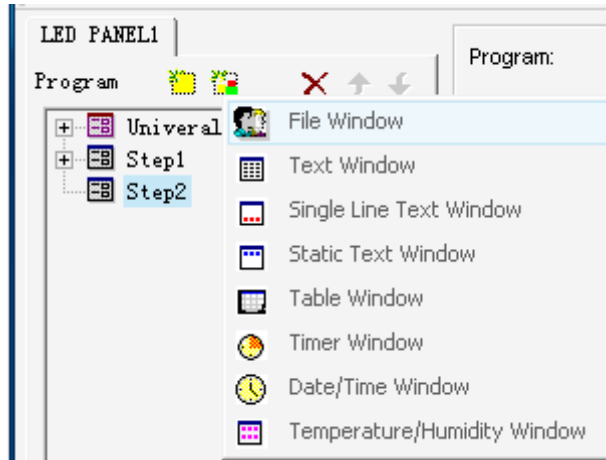 LED PANEL1
Program
Program:
Univeral
Step1
Step2
File Window
Text Window
Single Line Text Window
Static Text Window
Table Window
Timer Window
Date/Time Window
Temperature/Humidity Window